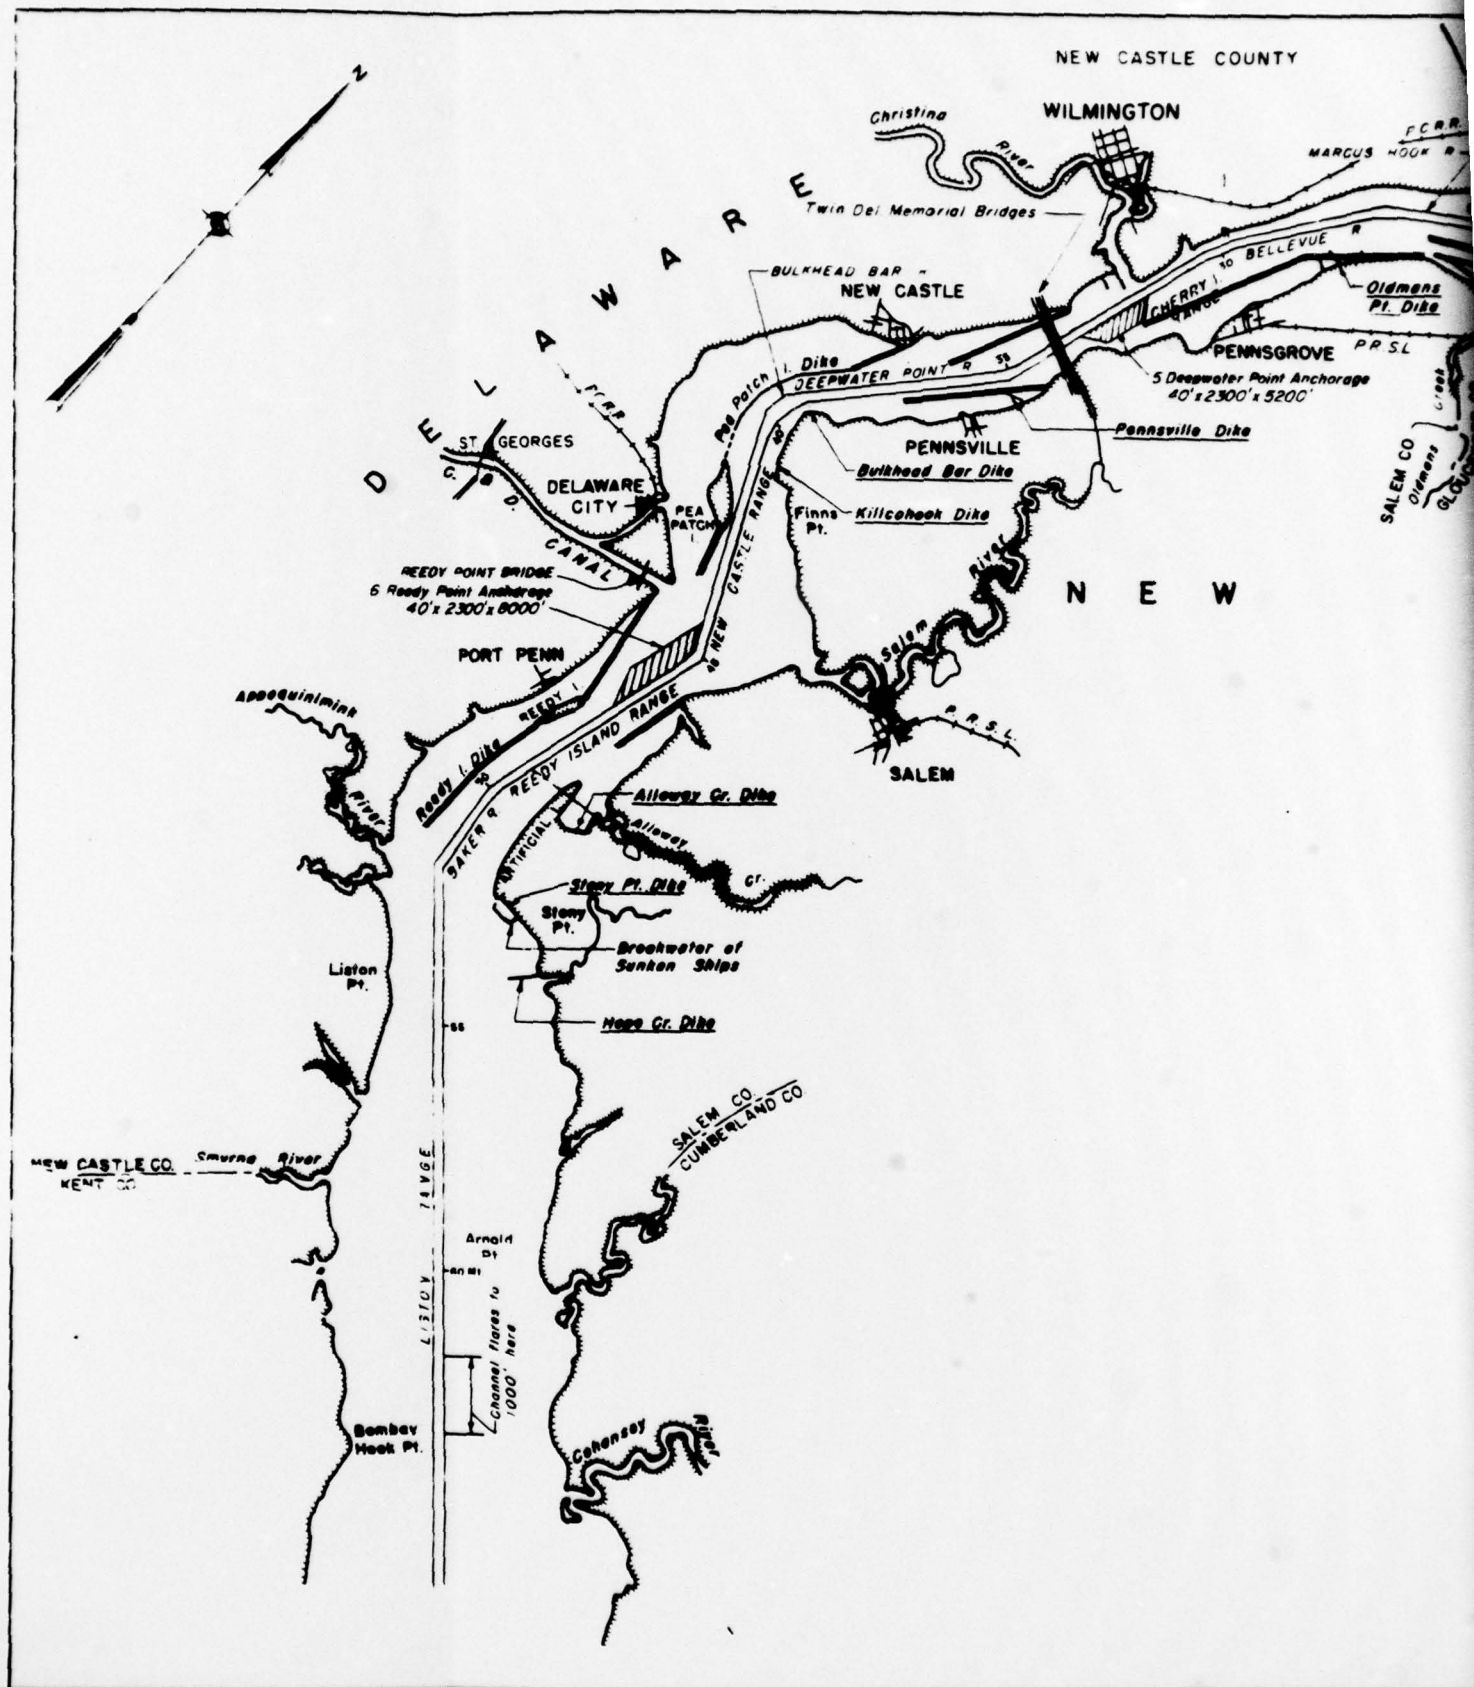 N
NEW CASTLE COUNTY
WILMINGTON
Christina
River
Twin Del. Memorial Bridges
MARCUS HOOK R
DELAWARE
BULKHEAD BAR
NEW CASTLE
BELLEVUE R
50
CHERRY I.
RANGE
Oldmans
Pt. Dike
PENNSGROVE
P.R.S.L
5 Deepwater Point Anchorage
40'x2300'x5200'
Pea Patch I. Dike
DEEPWATER POINT R
ST. GEORGES
C. & D.
CANAL
DELAWARE
CITY
PEA
PATCH
I.
PENNSVILLE
Pennsville Dike
Bulkhead Bar Dike
Killcohook Dike
Finns
Pt.
NEW CASTLE RANGE
Creek
SALEM CO
Oldmans
REEDY POINT BRIDGE
6 Reedy Point Anchorage
40'x2300'x8000'
NEW
PORT PENN
Salem
River
P.R.S.L.
SALEM
Appoquinimink
River
REEDY I.
Reedy I. Dike
REEDY ISLAND RANGE
BAKER R.
ARTIFICIAL
Alloway Cr. Dike
Alloway
Cr.
Stony Pt. Dike
Stony
Pt.
Breakwater of
Sunken Ships
Hope Cr. Dike
Liston
Pt.
55
SALEM CO.
CUMBERLAND CO
NEW CASTLE CO.
KENT CO
Smyrna River
LISTON RANGE
Arnold
Pt
Channel flares to
1000' here
Bombay
Hook Pt.
Cohansey
River